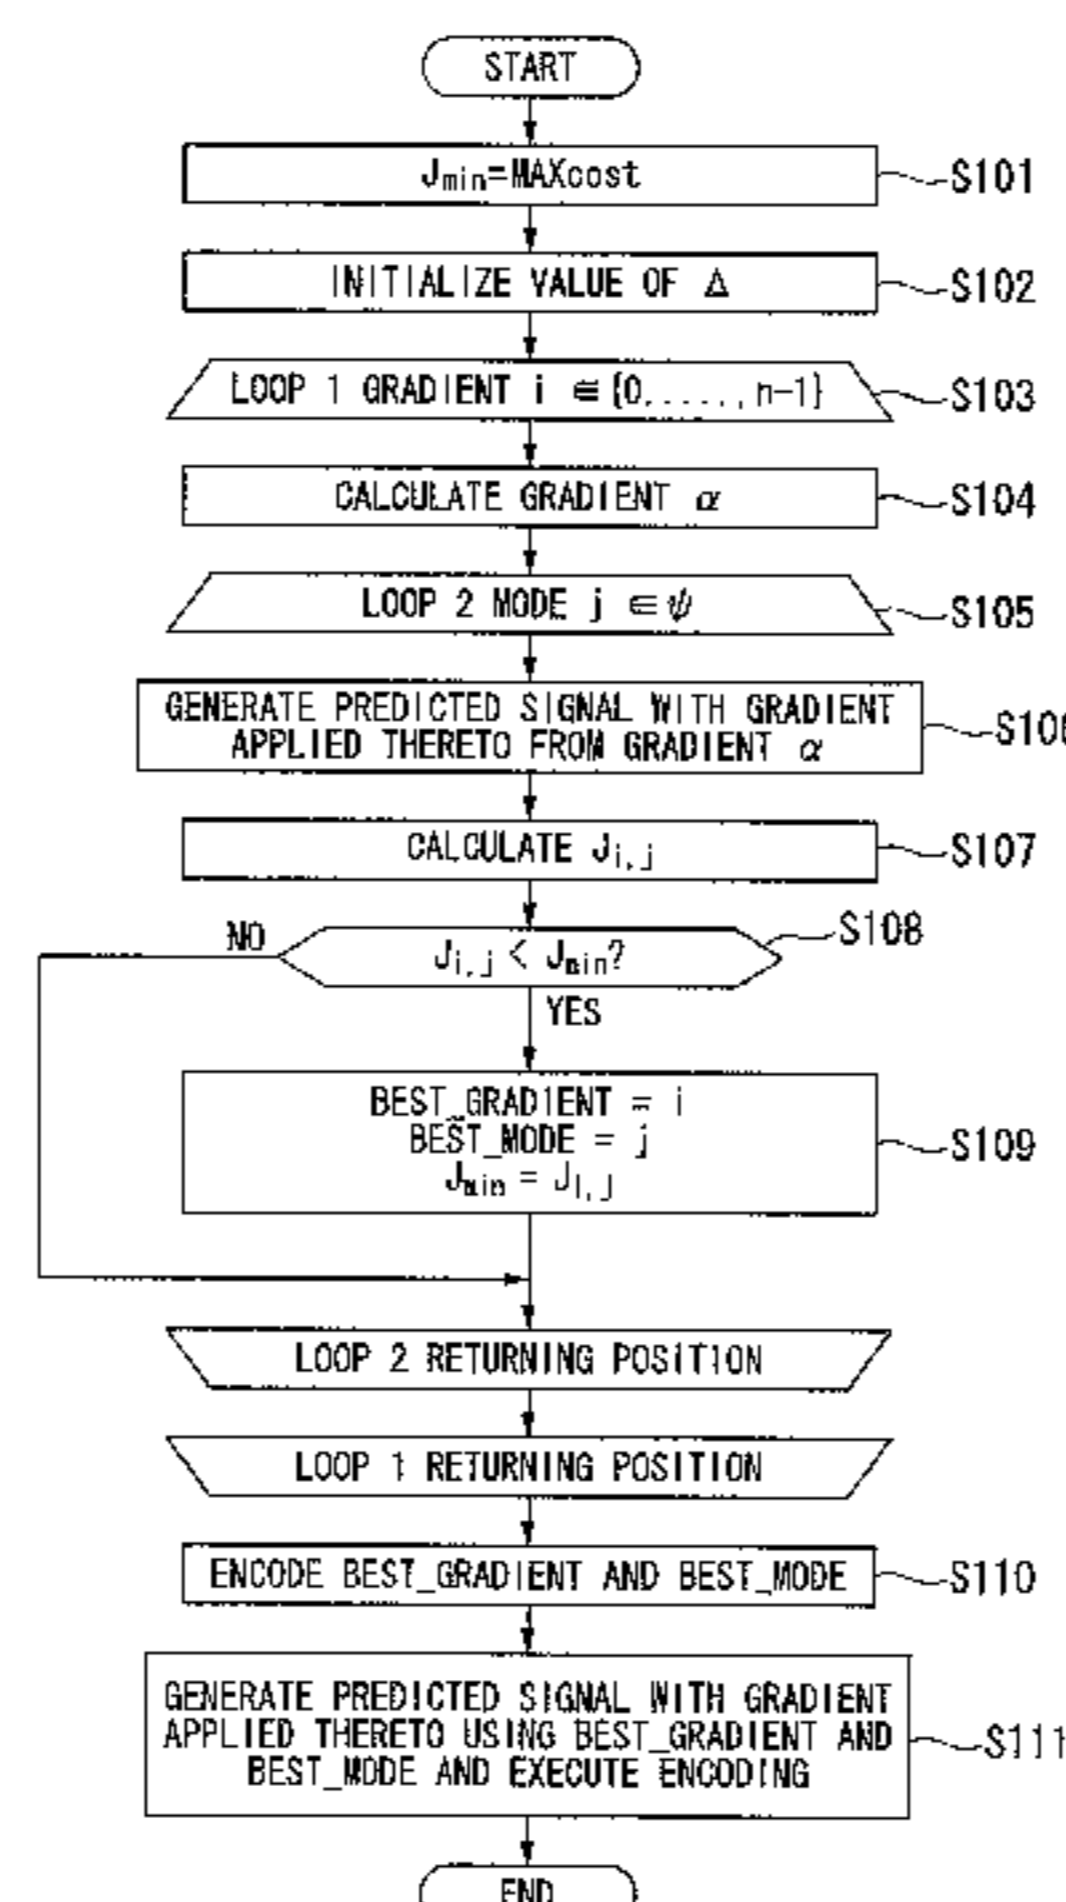 START
Jmin=MAXcost
S101
INITIALIZE VALUE OF Δ
S102
LOOP 1 GRADIENT i ∈ {0,.....,n-1}
S103
CALCULATE GRADIENT α
S104
LOOP 2 MODE j ∈ ψ
S105
GENERATE PREDICTED SIGNAL WITH GRADIENT
APPLIED THERETO FROM GRADIENT α
S106
CALCULATE Ji,j
S107
Ji,j < Jmin?
S108
NO
YES
BEST_GRADIENT = i
BEST_MODE = j
Jmin = Ji,j
S109
LOOP 2 RETURNING POSITION
LOOP 1 RETURNING POSITION
ENCODE BEST_GRADIENT AND BEST_MODE
S110
GENERATE PREDICTED SIGNAL WITH GRADIENT
APPLIED THERETO USING BEST_GRADIENT AND
BEST_MODE AND EXECUTE ENCODING
S111
END